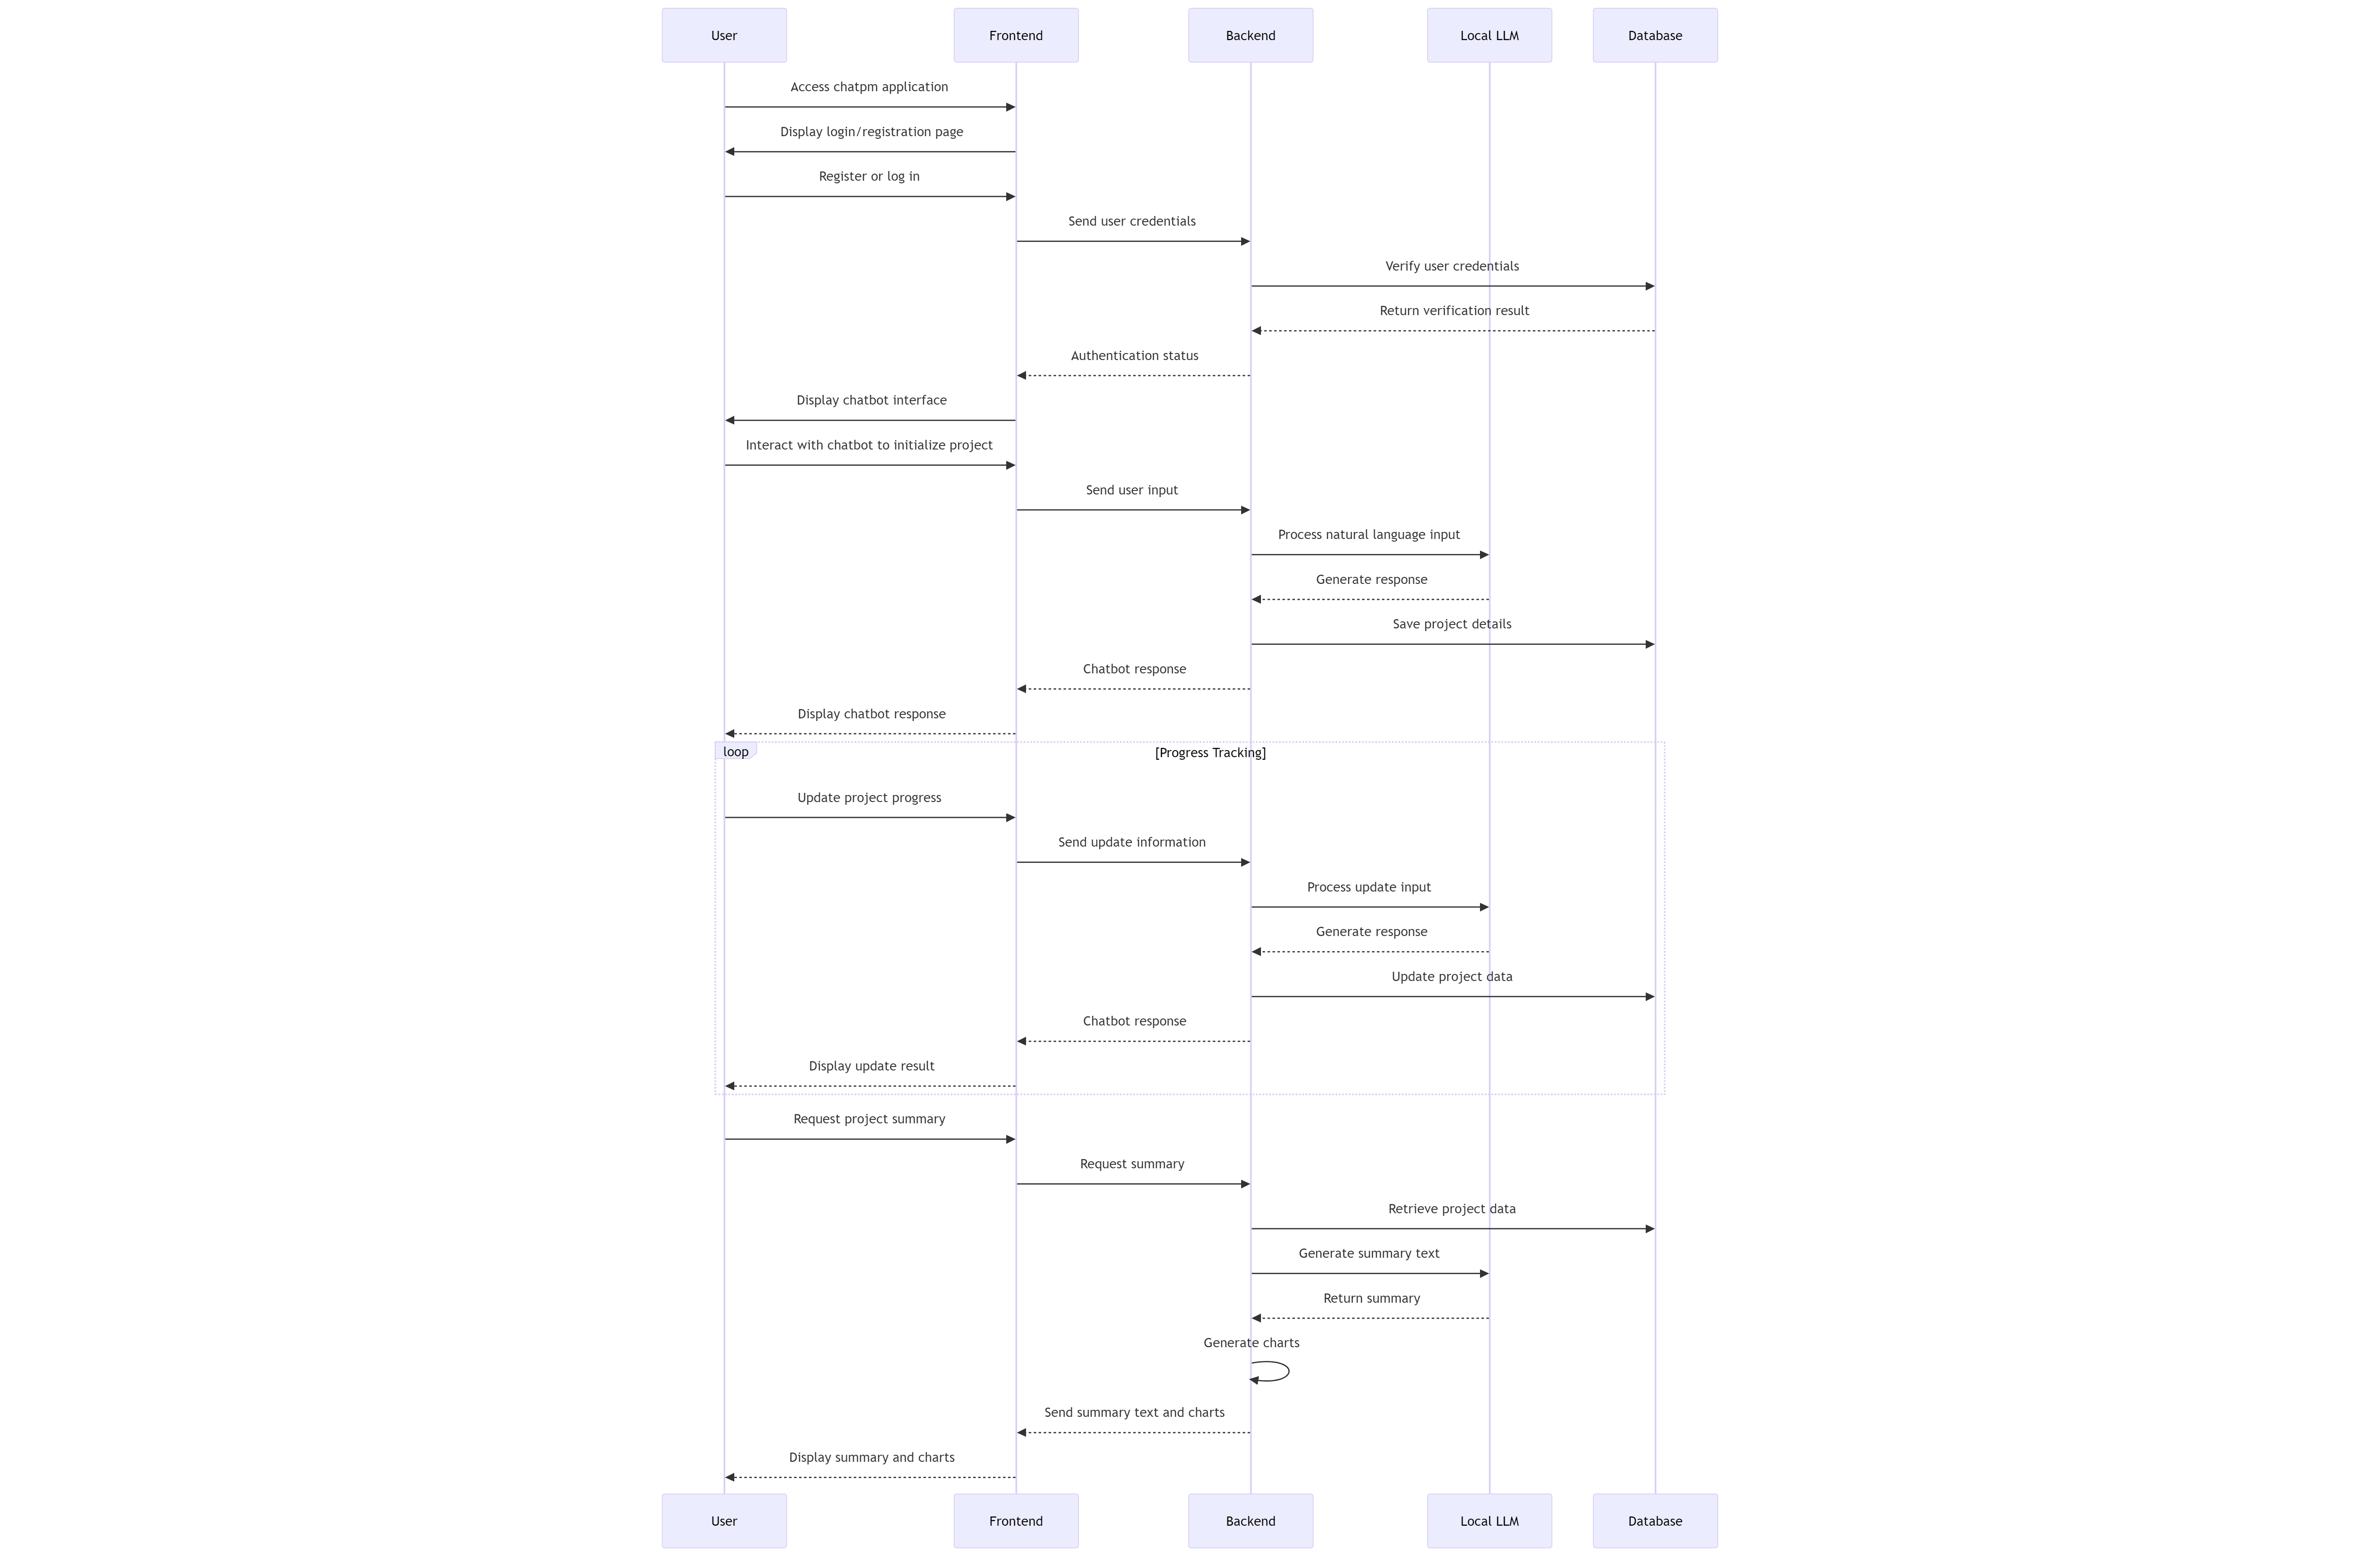 User
Frontend
Backend
Local LLM
Database
Access chatpm application
Display login/registration page
Register or log in
Send user credentials
Verify user credentials
Return verification result
Authentication status
Display chatbot interface
Interact with chatbot to initialize project
Send user input
Process natural language input
Generate response
Save project details
Chatbot response
Display chatbot response
loop
[Progress Tracking]
Update project progress
Send update information
Process update input
Generate response
Update project data
Chatbot response
Display update result
Request project summary
Request summary
Retrieve project data
Generate summary text
Return summary
Generate charts
Send summary text and charts
Display summary and charts
User
Frontend
Backend
Local LLM
Database